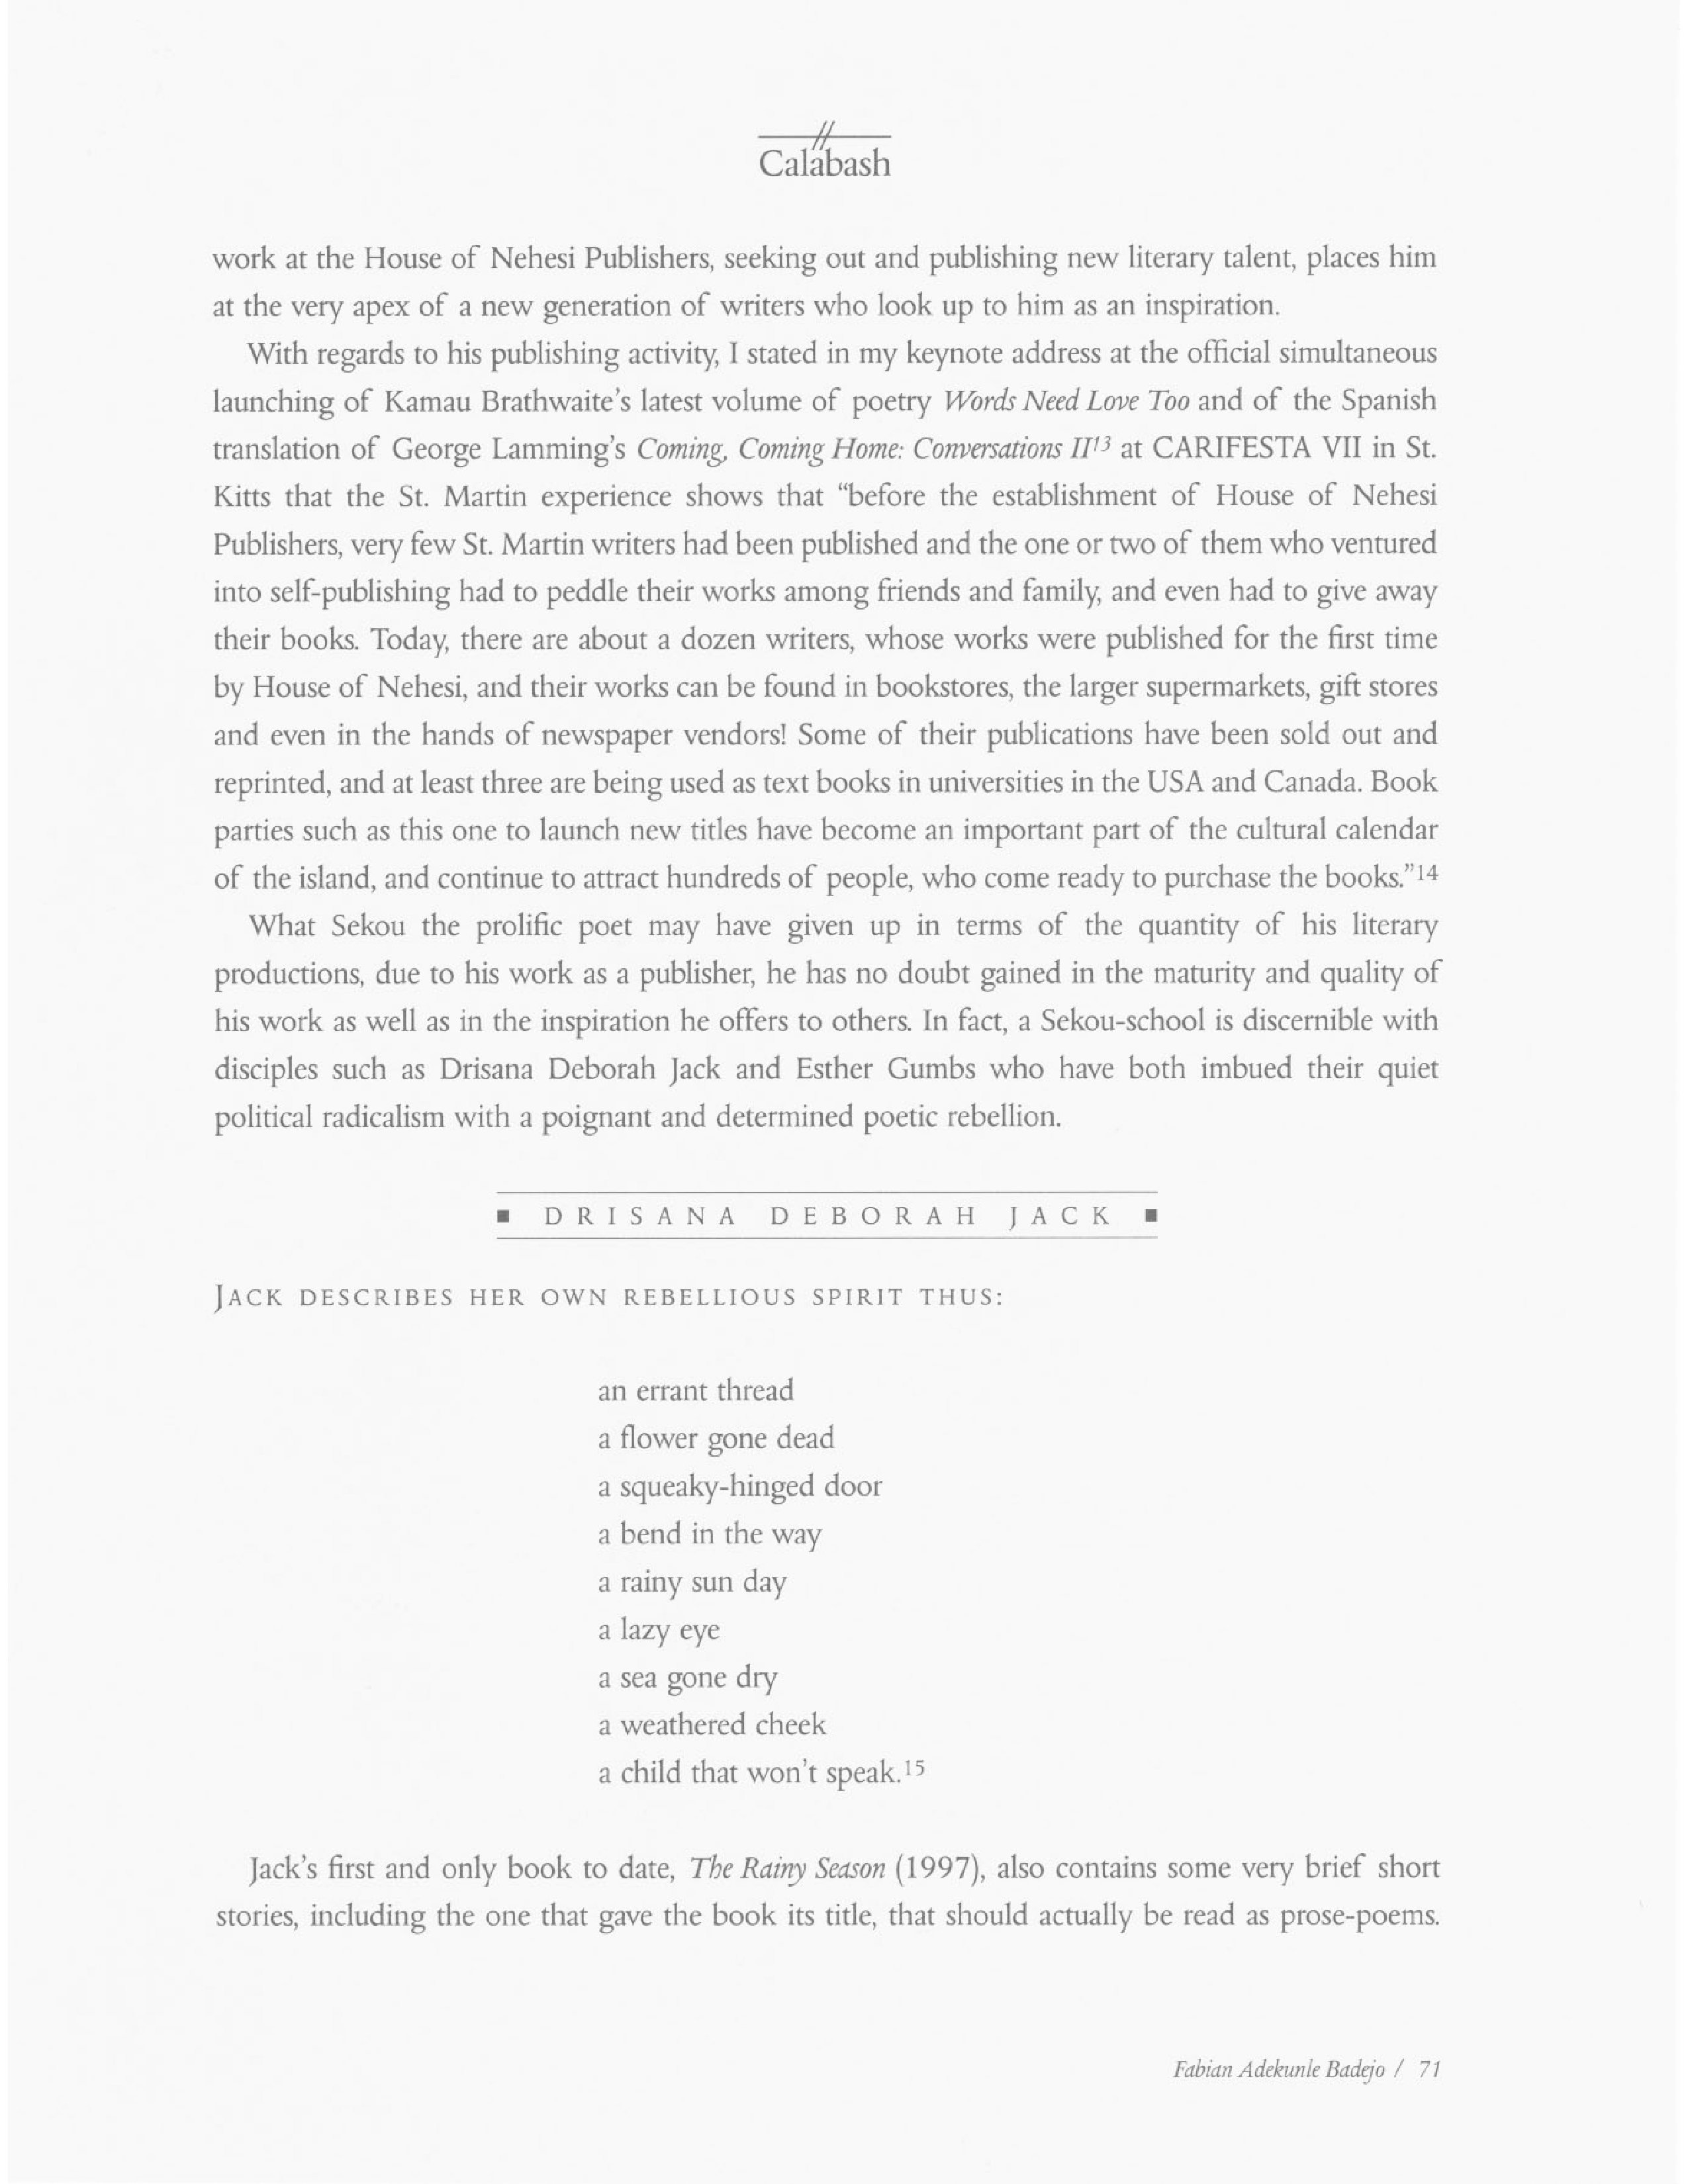 Calabash
work at the House of Nehesi Publishers, seeking out and publishing new literary talent, places him
at the very apex of a new generation of writers who look up to him as an inspiration.
With regards to his publishing activity, I stated in my keynote address at the official simultaneous
launching of Kamau Brathwaite's latest volume of poetry Words Need Love Too and of the Spanish
translation of George Lamming's Coming, Coming Home: Conversations II13 at CARIFESTA VII in St.
Kitts that the St. Martin experience shows that “before the establishment of House of Nehesi
Publishers, very few St. Martin writers had been published and the one or two of them who ventured
into self-publishing had to peddle their works among friends and family, and even had to give away
their books. Today, there are about a dozen writers, whose works were published for the first time
by House of Nehesi, and their works can be found in bookstores, the larger supermarkets, gift stores
and even in the hands of newspaper vendors! Some of their publications have been sold out and
reprinted, and at least three are being used as text books in universities in the USA and Canada. Book
parties such as this one to launch new titles have become an important part of the cultural calendar
of the island, and continue to attract hundreds of people, who come ready to purchase the books.”14
What Sekou the prolific poet may have given up in terms of the quantity of his literary
productions, due to his work as a publisher, he has no doubt gained in the maturity and quality of
his work as well as in the inspiration he offers to others. In fact, a Sekou-school is discernible with
disciples such as Drisana Deborah Jack and Esther Gumbs who have both imbued their quiet
political radicalism with a poignant and determined poetic rebellion.
■ DRISANA DEBORAH JACK ■
JACK DESCRIBES HER OWN REBELLIOUS SPIRIT THUS:
an errant thread
a flower gone dead
a squeaky-hinged door
a bend in the way
a rainy sun day
a lazy eye
a sea gone dry
a weathered cheek
a child that won't speak.15
Jack's first and only book to date, The Rainy Season (1997), also contains some very brief short
stories, including the one that gave the book its title, that should actually be read as prose-poems.
Fabian Adekunle Badejo / 71